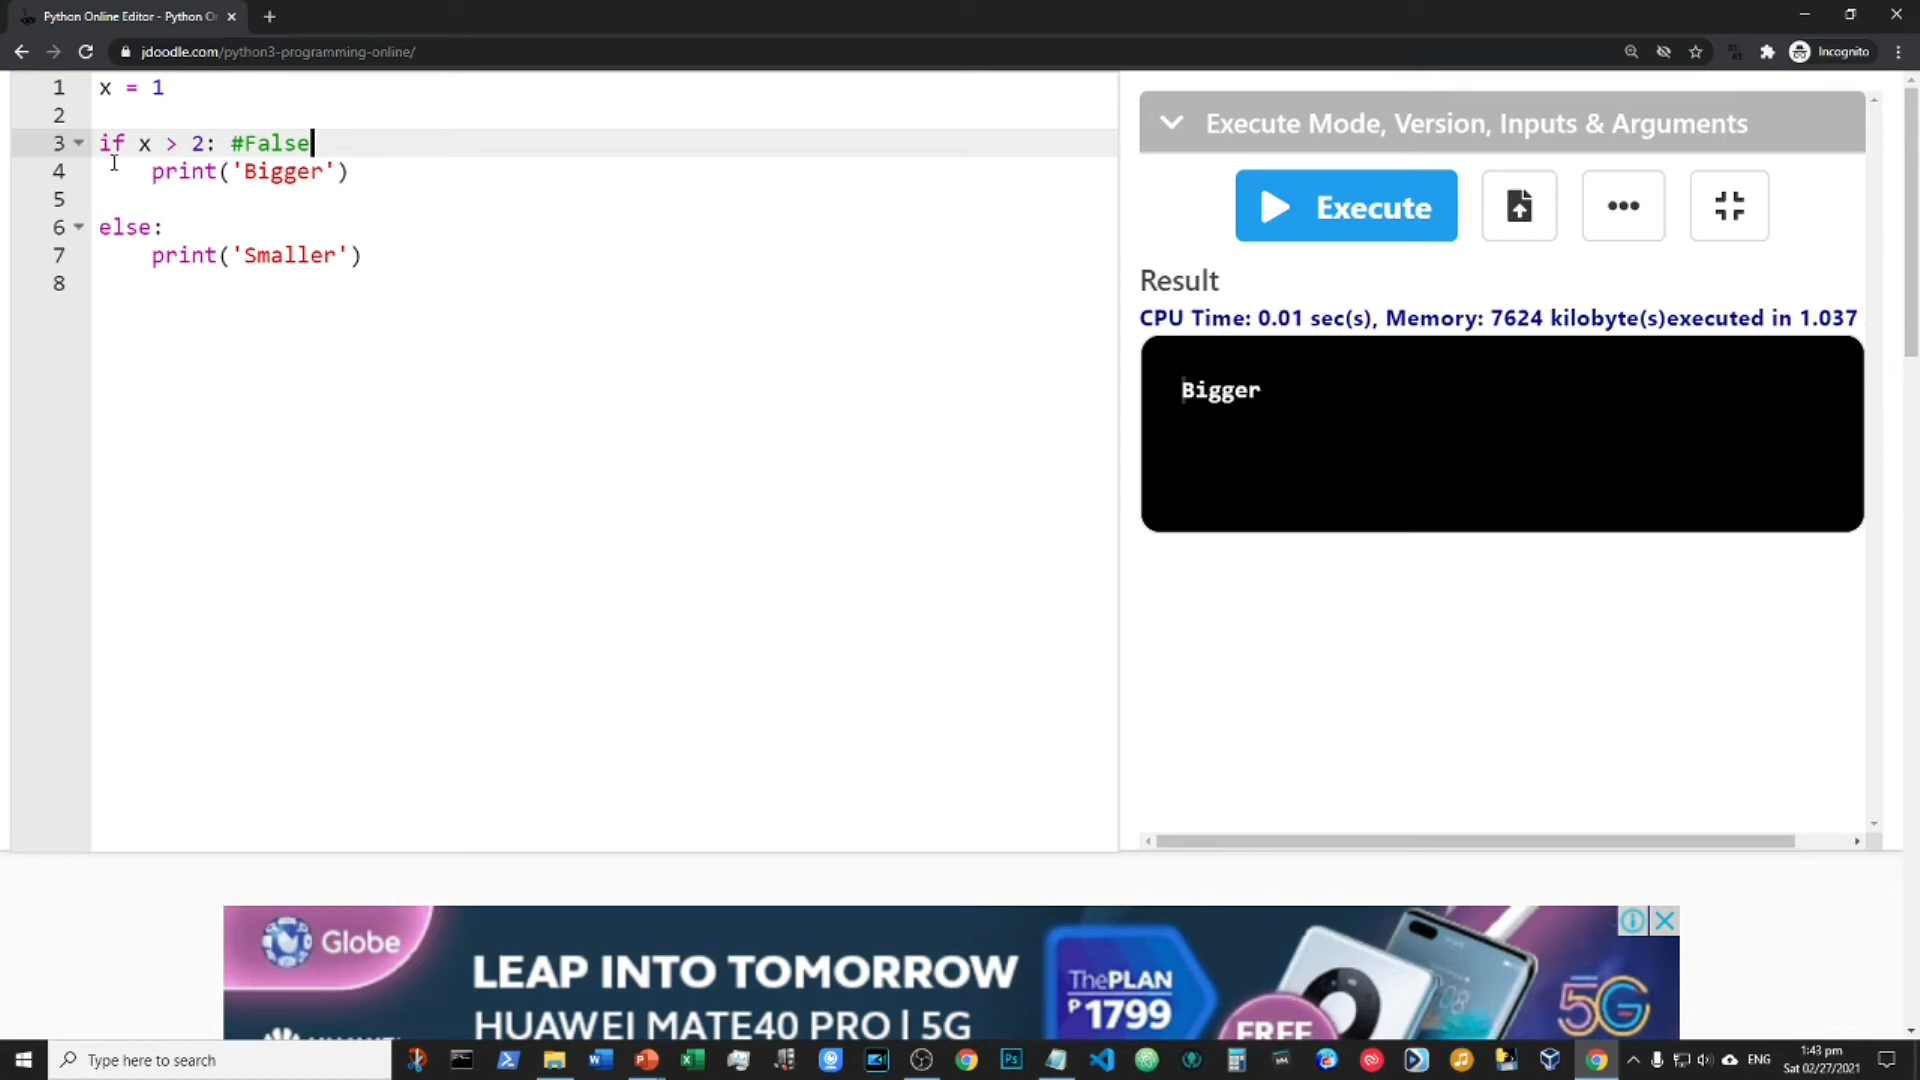 Python Online Editor - Python O
jdoodle.com/python3-programming-online/
Incognito
1 x = 1
2
3 if x > 2: #False
4 print('Bigger')
5
6 else:
7 print('Smaller')
8
Execute Mode, Version, Inputs & Arguments
Execute
Result
CPU Time: 0.01 sec(s), Memory: 7624 kilobyte(s)executed in 1.037
Bigger
Globe
LEAP INTO TOMORROW
HUAWEI MATE40 PRO | 5G
ThePLAN
₱1799
FREE
5G
Type here to search
ENG
1:43 pm
Sat 02/27/2021